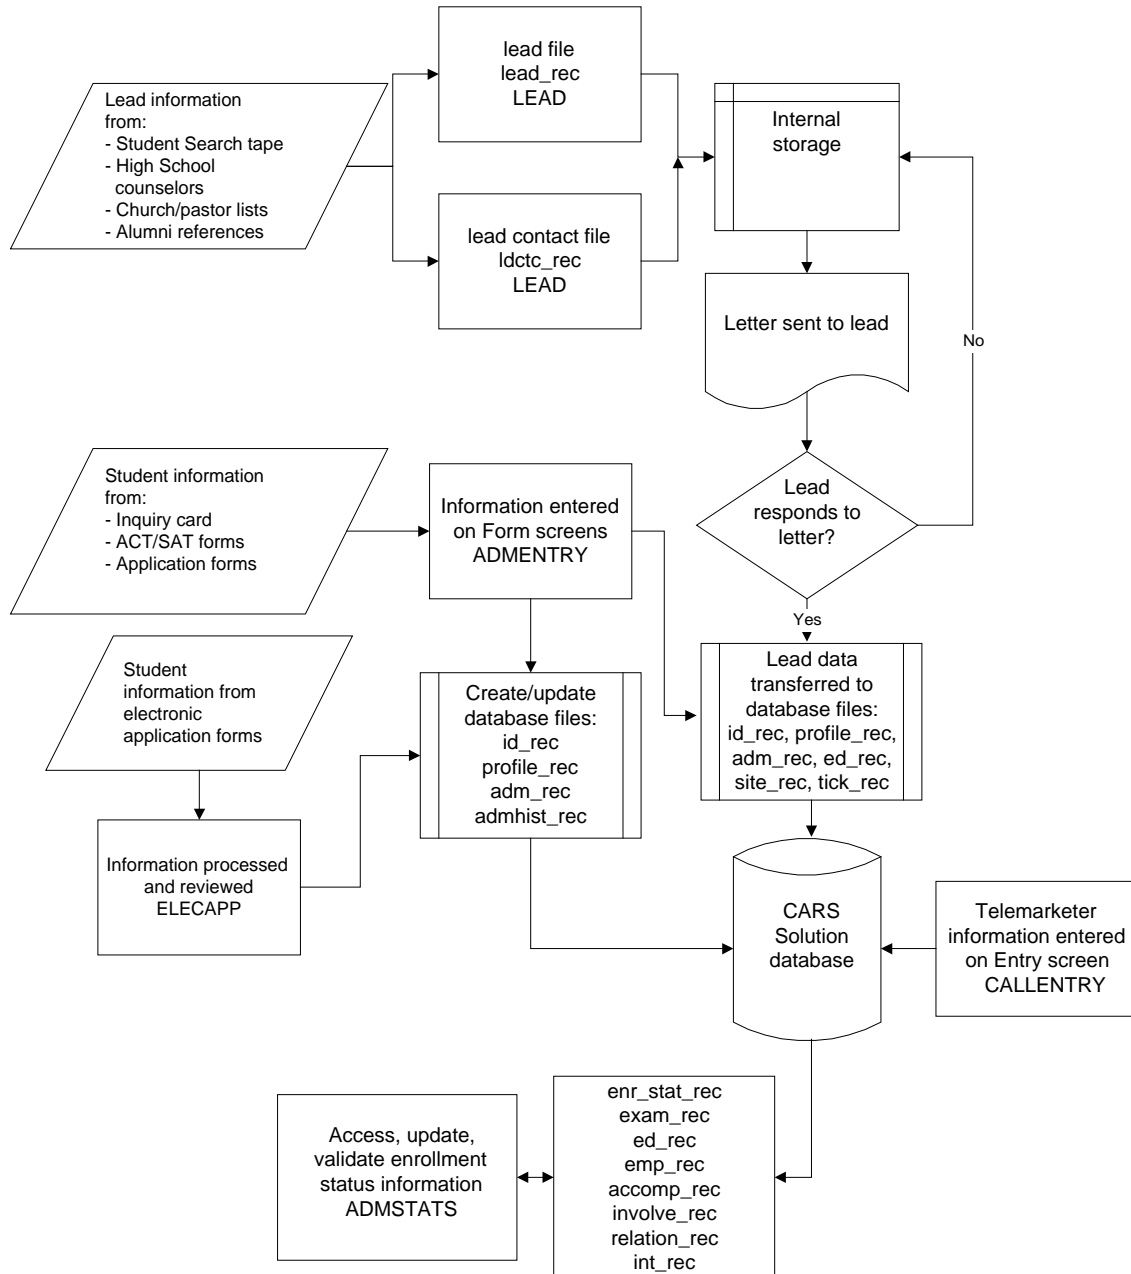 lead file
lead_rec
LEAD
Lead information
from:
- Student Search tape
- High School
counselors
- Church/pastor lists
- Alumni references
Internal
storage
lead contact file
ldctc_rec
LEAD
Letter sent to lead
No
Lead
responds to
letter?
Yes
Student information
from:
- Inquiry card
- ACT/SAT forms
- Application forms
Information entered
on Form screens
ADMENTRY
Student
information from
electronic
application forms
Create/update
database files:
id_rec
profile_rec
adm_rec
admhist_rec
Lead data
transferred to
database files:
id_rec, profile_rec,
adm_rec, ed_rec,
site_rec, tick_rec
Information processed
and reviewed
ELECAPP
CARS
Solution
database
Telemarketer
information entered
on Entry screen
CALLENTRY
Access, update,
validate enrollment
status information
ADMSTATS
enr_stat_rec
exam_rec
ed_rec
emp_rec
accomp_rec
involve_rec
relation_rec
int_rec